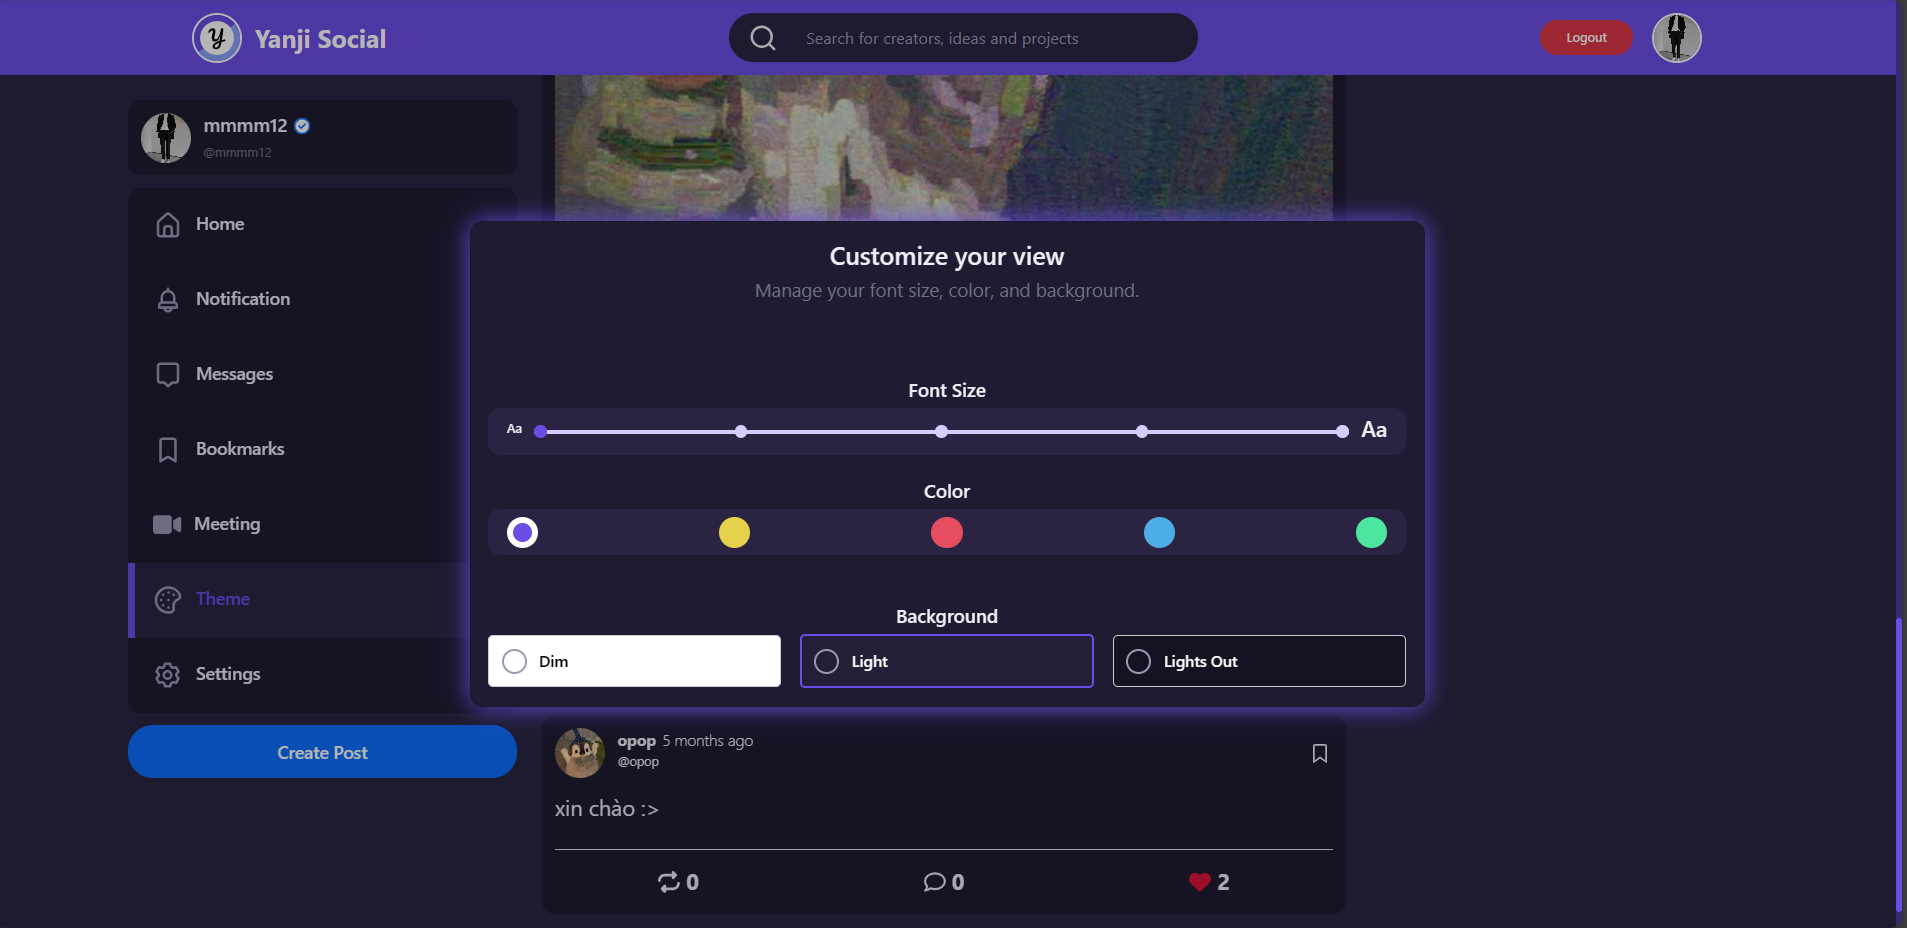 Yanji Social
Search for creators, ideas and projects
Logout
mmmm12
@mmmm12
Home
Notification
Messages
Bookmarks
Meeting
Theme
Settings
Create Post
Customize your view
Manage your font size, color, and background.
Font Size
Aa
Aa
Color
Background
Dim
Light
Lights Out
opop 5 months ago
@opop
xin chào :>
0
0
2